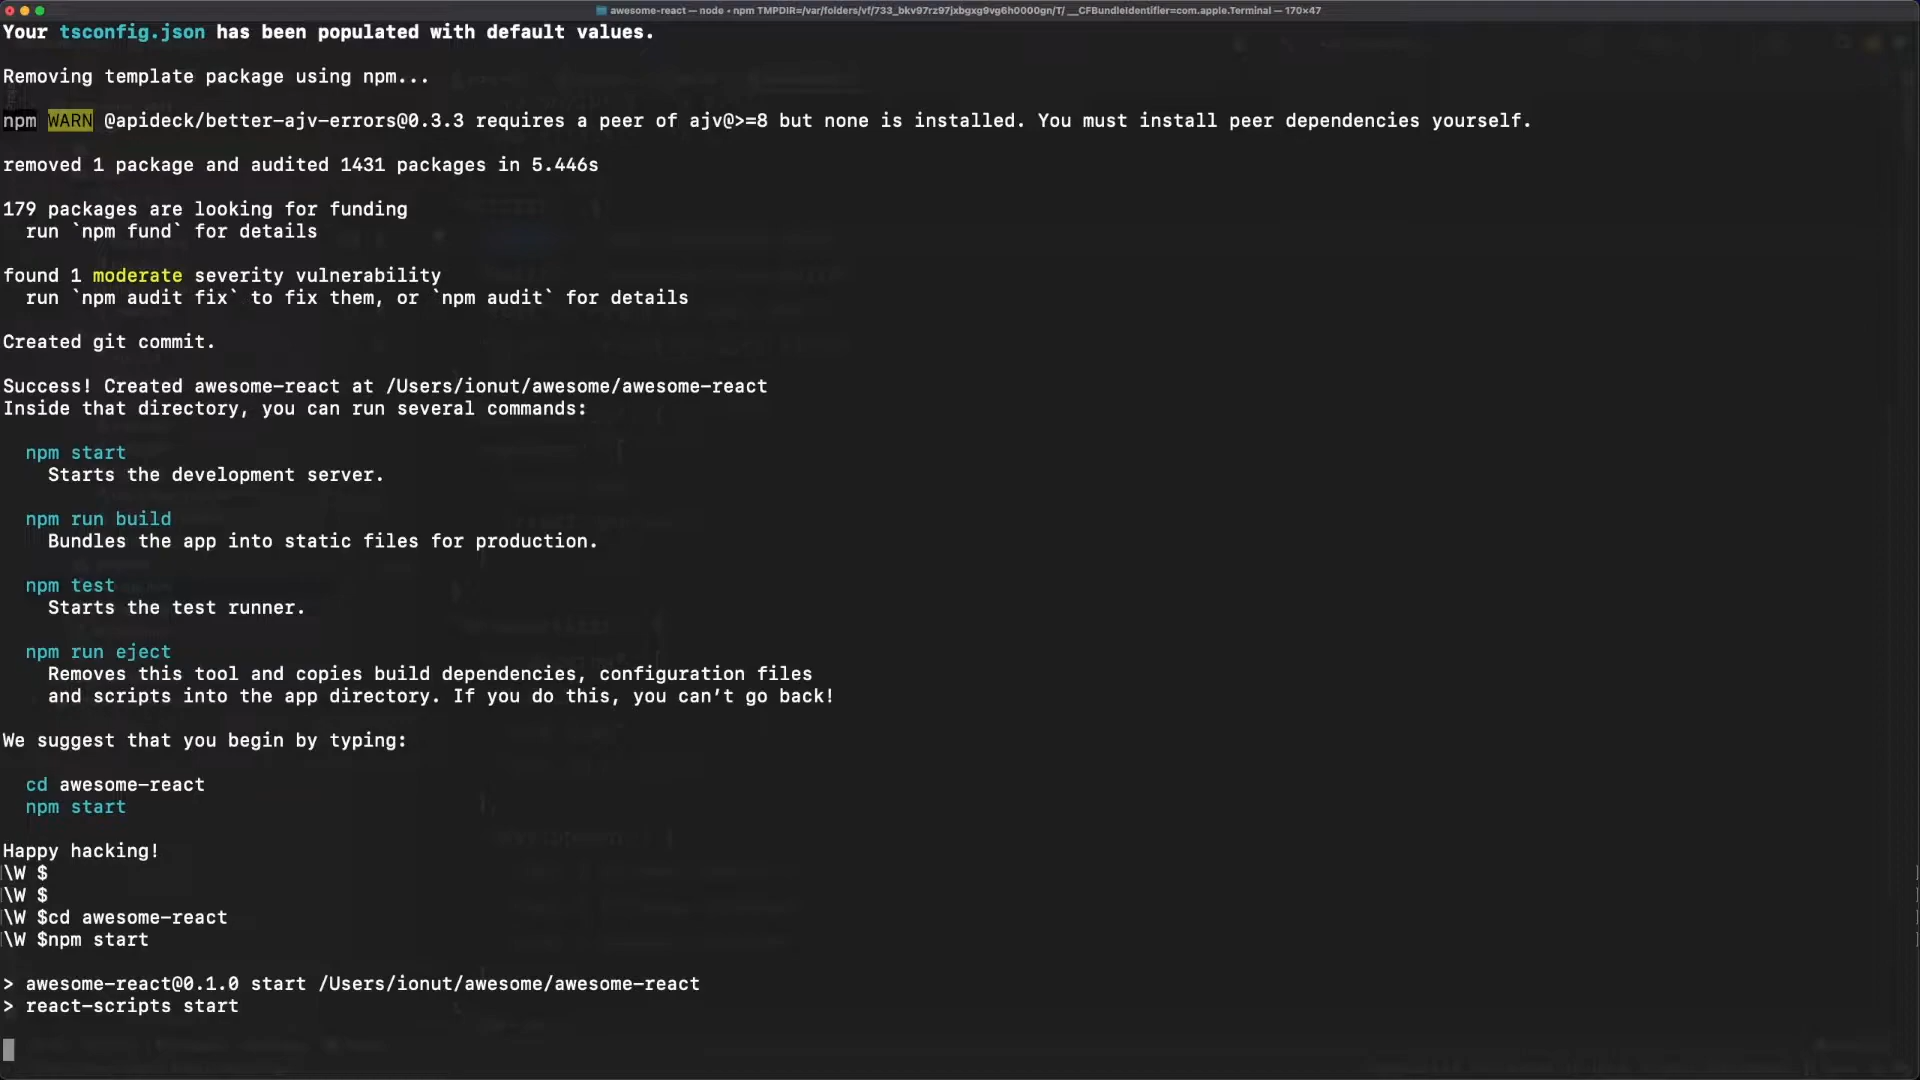 awesome-react — node • npm TMPDIR=/var/folders/vf/733_bkv97rz97jxbgxg9vg6h0000gn/T/ __CFBundleIdentifier=com.apple.Terminal — 170×47
Your tsconfig.json has been populated with default values.
Removing template package using npm...
npm WARN @apideck/better-ajv-errors@0.3.3 requires a peer of ajv@>=8 but none is installed. You must install peer dependencies yourself.
removed 1 package and audited 1431 packages in 5.446s
179 packages are looking for funding
run `npm fund` for details
found 1 moderate severity vulnerability
run `npm audit fix` to fix them, or `npm audit` for details
Created git commit.
Success! Created awesome-react at /Users/ionut/awesome/awesome-react
Inside that directory, you can run several commands:
npm start
Starts the development server.
npm run build
Bundles the app into static files for production.
npm test
Starts the test runner.
npm run eject
Removes this tool and copies build dependencies, configuration files
and scripts into the app directory. If you do this, you can’t go back!
We suggest that you begin by typing:
cd awesome-react
npm start
Happy hacking!
\W $
\W $
\W $cd awesome-react
\W $npm start
> awesome-react@0.1.0 start /Users/ionut/awesome/awesome-react
> react-scripts start